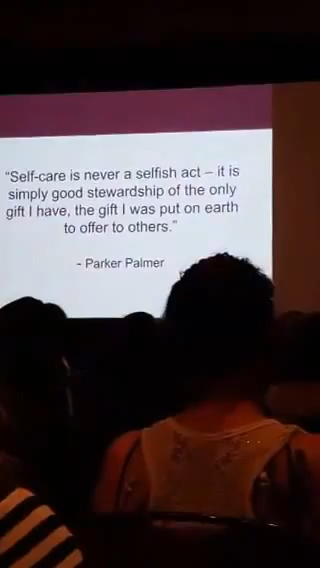 “Self-care is never a selfish act – it is
simply good stewardship of the only
gift I have, the gift I was put on earth
to offer to others.”
- Parker Palmer